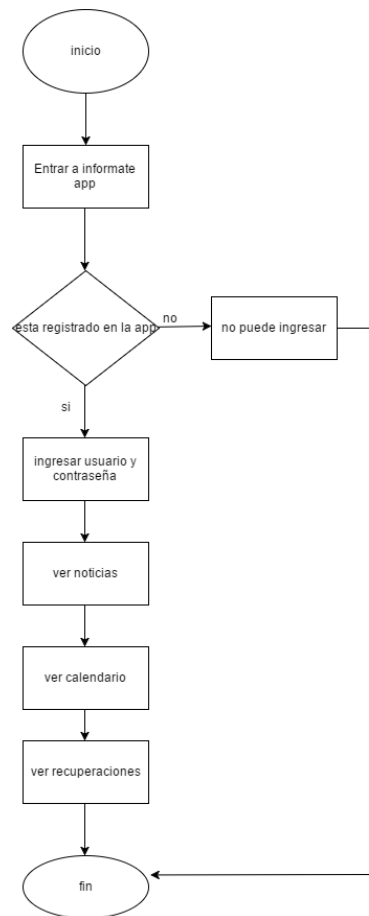 inicio
Entrar a informate
app
esta registrado en la app
no
no puede ingresar
si
ingresar usuario y
contraseña
ver noticias
ver calendario
ver recuperaciones
fin